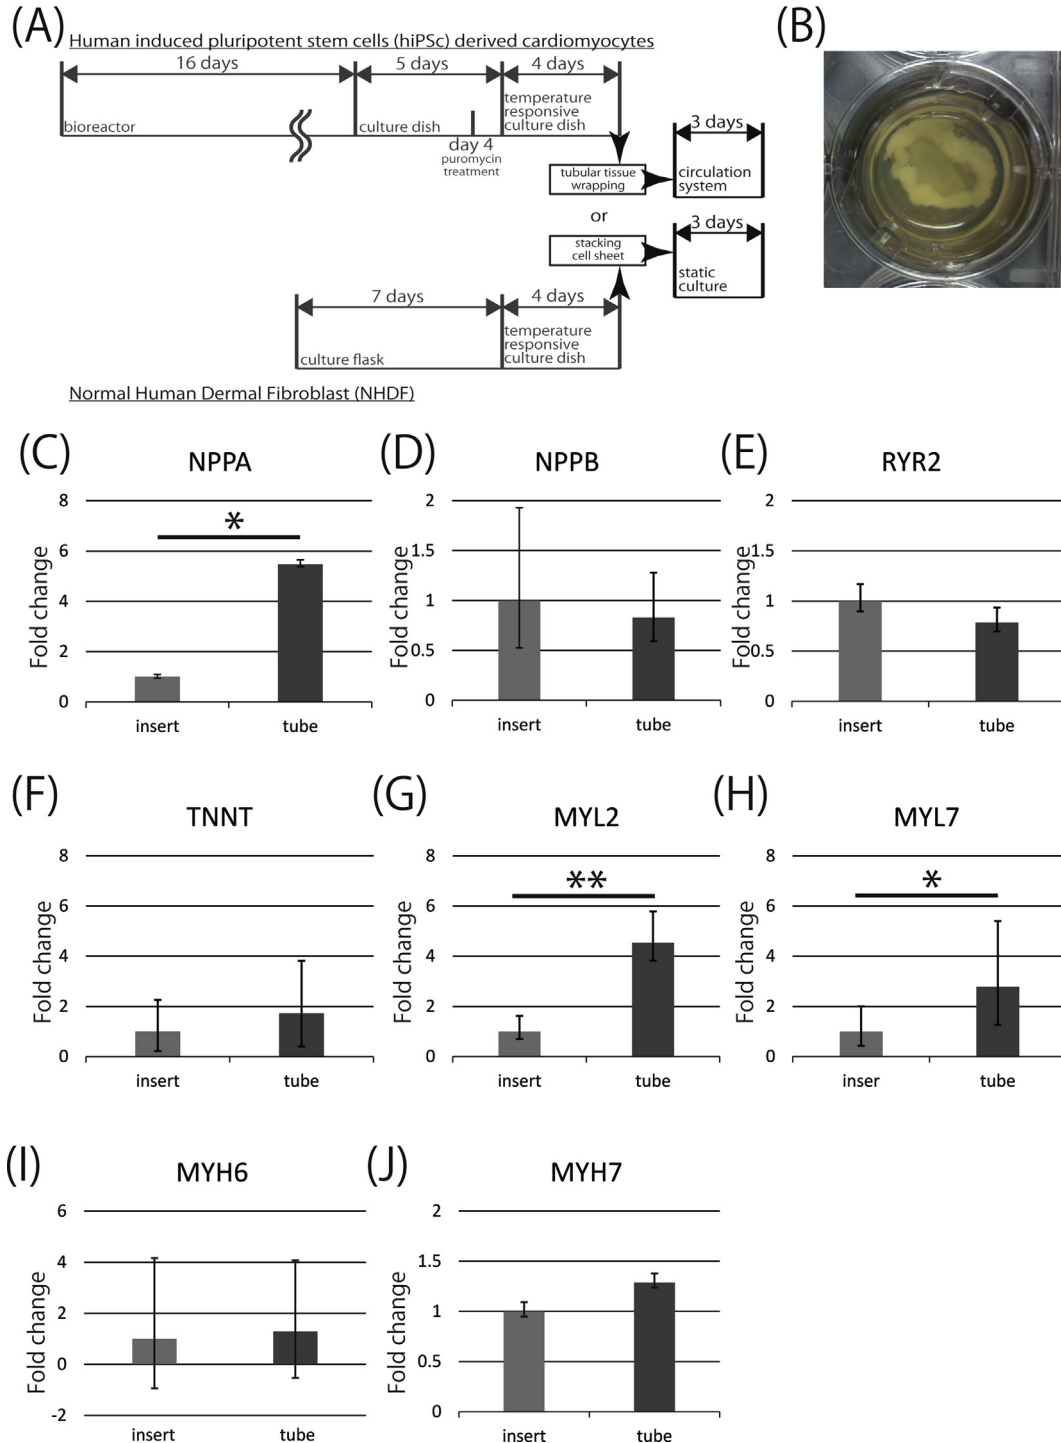 (A)
Human induced pluripotent stem cells (hiPSc) derived cardiomyocytes
16 days
5 days
4 days
bioreactor
culture dish
day 4
puromycin
treatment
temperature
responsive
culture dish
tubular tissue
wrapping
3 days
circulation
system
or
stacking
cell sheet
3 days
static
culture
7 days
4 days
culture flask
temperature
responsive
culture dish
Normal Human Dermal Fibroblast (NHDF)
(B)
(C)
NPPA
Fold change
8
6
4
2
0
*
insert
tube
(D)
NPPB
Fold change
2
1.5
1
0.5
0
insert
tube
(E)
RYR2
Fold change
2
1.5
1
0.5
0
insert
tube
(F)
TNNT
Fold change
8
6
4
2
0
insert
tube
(G)
MYL2
Fold change
8
6
4
2
0
**
insert
tube
(H)
MYL7
Fold change
8
6
4
2
0
*
inser
tube
(I)
MYH6
Fold change
6
4
2
0
-2
insert
tube
(J)
MYH7
Fold change
2
1.5
1
0.5
0
insert
tube